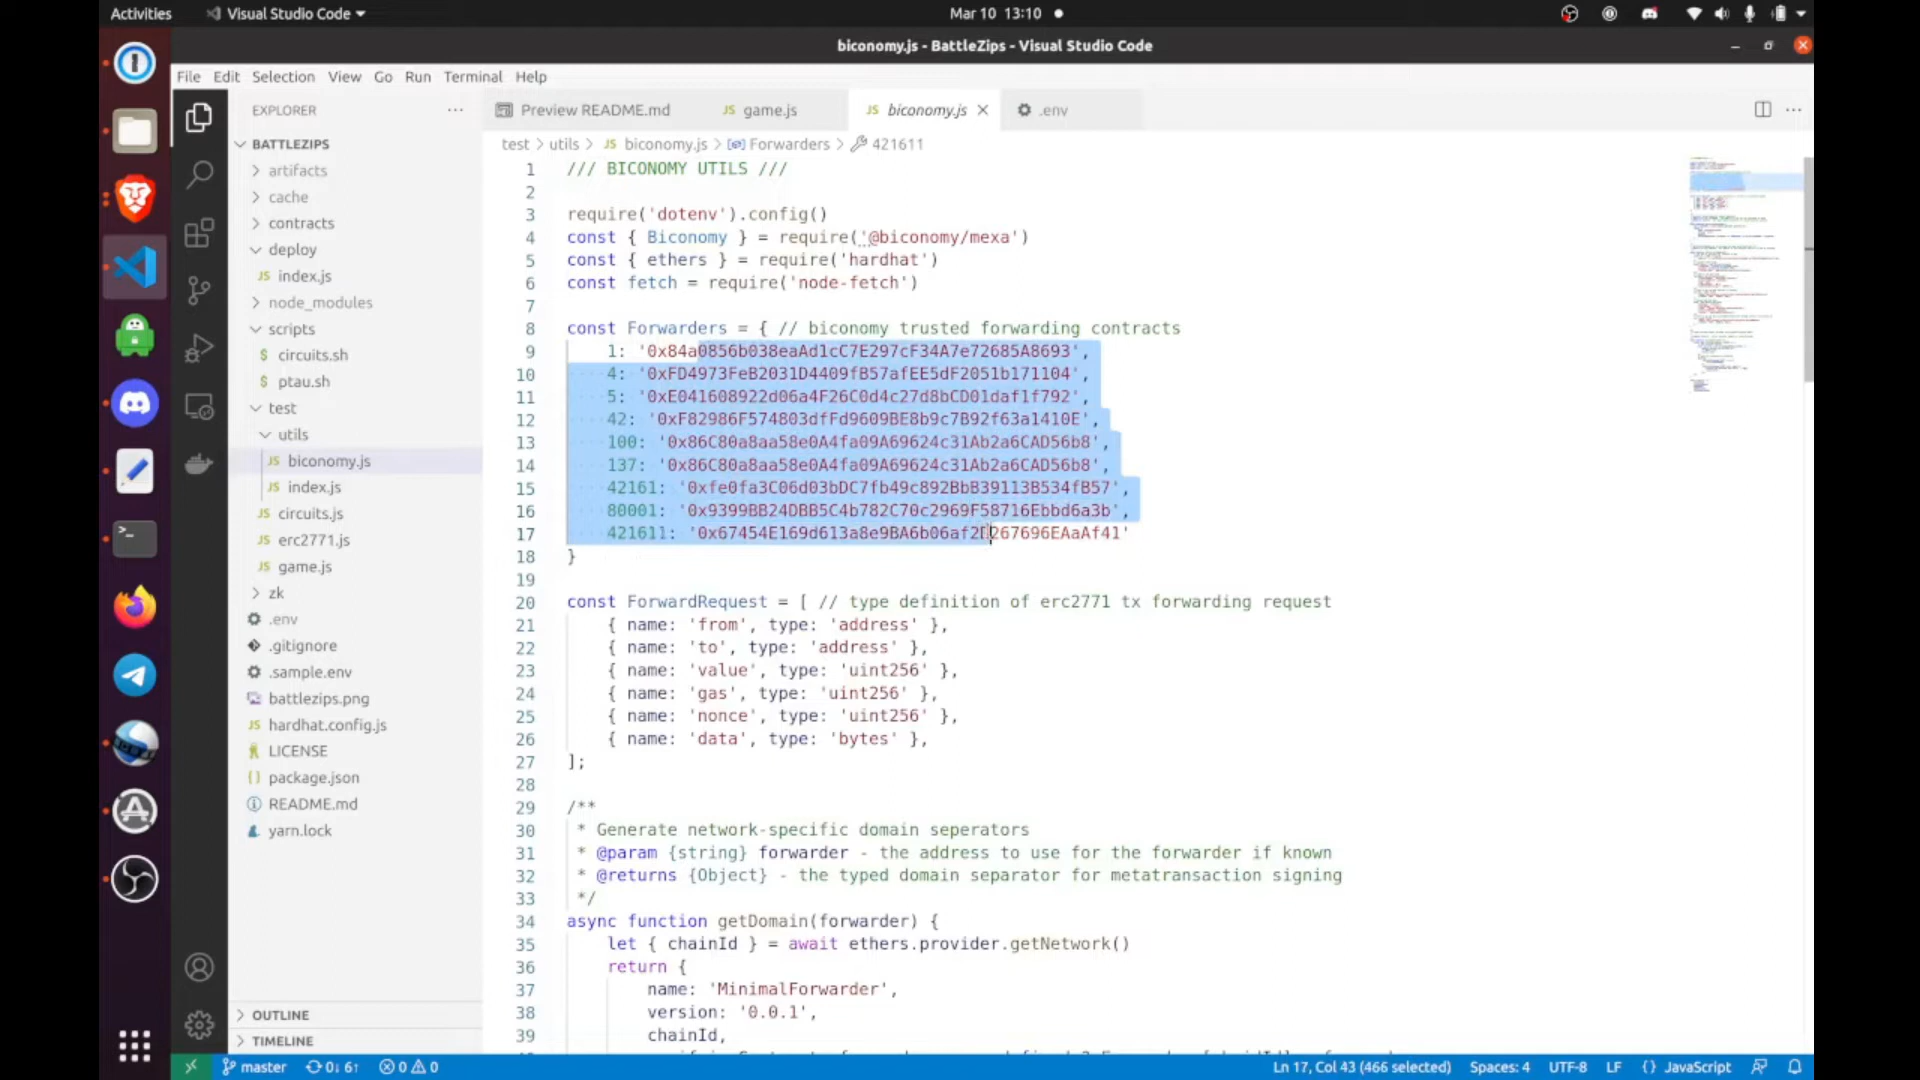 Activities
Visual Studio Code
Mar 10 13:10
biconomy.js - BattleZips - Visual Studio Code
File Edit Selection View Go Run Terminal Help
EXPLORER
Preview README.md
JS game.js
JS biconomy.js
.env
BATTLEZIPS
test > utils > JS biconomy.js > Forwarders > 421611
artifacts
cache
contracts
deploy
JS index.js
node_modules
scripts
$ circuits.sh
$ ptau.sh
test
utils
JS biconomy.js
JS index.js
JS circuits.js
JS erc2771.js
JS game.js
zk
.env
.gitignore
.sample.env
battlezips.png
JS hardhat.config.js
LICENSE
{} package.json
README.md
yarn.lock
OUTLINE
TIMELINE
1 /// BICONOMY UTILS ///
2
3 require('dotenv').config()
4 const { Biconomy } = require('@biconomy/mexa')
5 const { ethers } = require('hardhat')
6 const fetch = require('node-fetch')
7
8 const Forwarders = { // biconomy trusted forwarding contracts
9 1: '0x84a0856b038eaAd1cC7E297cF34A7e72685A8693',
10 4: '0xFD4973FeB2031D4409fB57afEE5dF2051b171104',
11 5: '0xE041608922d06a4F26C0d4c27d8bCD01daf1f792',
12 42: '0xF82986F574803dfFd9609BE8b9c7B92f63a1410E',
13 100: '0x86C80a8aa58e0A4fa09A69624c31Ab2a6CAD56b8',
14 137: '0x86C80a8aa58e0A4fa09A69624c31Ab2a6CAD56b8',
15 42161: '0xfe0fa3C06d03bDC7fb49c892BbB39113B534fB57',
16 80001: '0x9399BB24DBB5C4b782C70c2969F58716Ebbd6a3b',
17 421611: '0x67454E169d613a8e9BA6b06af2D267696EAaAf41'
18 }
19
20 const ForwardRequest = [ // type definition of erc2771 tx forwarding request
21 { name: 'from', type: 'address' },
22 { name: 'to', type: 'address' },
23 { name: 'value', type: 'uint256' },
24 { name: 'gas', type: 'uint256' },
25 { name: 'nonce', type: 'uint256' },
26 { name: 'data', type: 'bytes' },
27 ];
28
29 /**
30 * Generate network-specific domain seperators
31 * @param {string} forwarder - the address to use for the forwarder if known
32 * @returns {Object} - the typed domain separator for metatransaction signing
33 */
34 async function getDomain(forwarder) {
35 let { chainId } = await ethers.provider.getNetwork()
36 return {
37 name: 'MinimalForwarder',
38 version: '0.0.1',
39 chainId,
master 0↓ 6↑ 0 0
Ln 17, Col 43 (466 selected) Spaces: 4 UTF-8 LF {} JavaScript